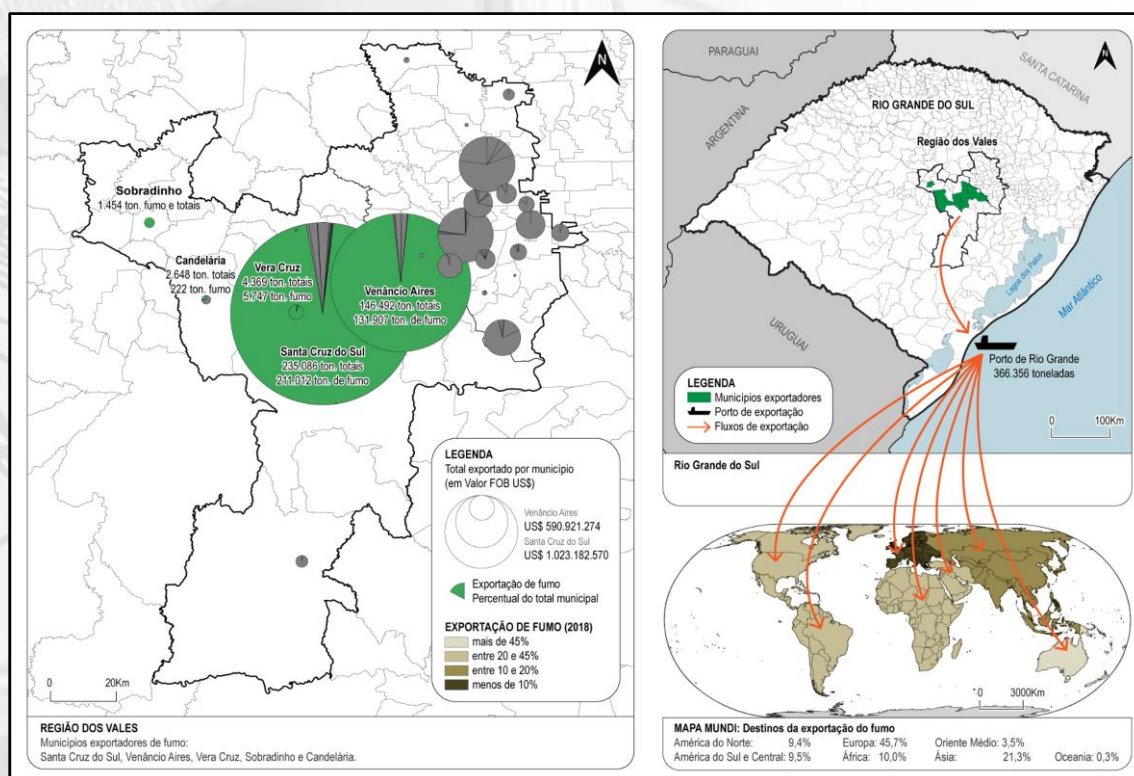 N
Sobradinho
1.454 ton. fumo e totais
Candelária
2.648 ton. totais
222 ton. fumo
Vera Cruz
4.369 ton. totais
5.747 ton. fumo
Venâncio Aires
146.492 ton. totais
131.907 ton. de fumo
Santa Cruz do Sul
235.086 ton. totais
211.012 ton. de fumo
LEGENDA
Total exportado por municipio
(em Valor FOB US$)
Venâncio Aires
US$ 590.921.274
Santa Cruz do Sul
US$ 1.023.182.570
Exportação de fumo
Percentual do total municipal
EXPORTAÇÃO DE FUMO (2018)
mais de 45%
entre 20 e 45%
entre 10 e 20%
menos de 10%
0 20Km
REGIÃO DOS VALES
Municípios exportadores de fumo:
Santa Cruz do Sul, Venâncio Aires, Vera Cruz, Sobradinho e Candelária.
PARAGUAI
N
SANTA CATARINA
ARGENTINA
RIO GRANDE DO SUL
Região dos Vales
Lagoa dos Patos
Mar Atlântico
URUGUAI
Porto de Rio Grande
366.356 toneladas
LEGENDA
Municípios exportadores
Porto de exportação
Fluxos de exportação
0 100Km
Rio Grande do Sul
0 3000Km
MAPA MUNDI: Destinos da exportação do fumo
América do Norte: 9,4% Europa: 45,7% Oriente Médio: 3,5%
América do Sul e Central: 9,5% África: 10,0% Ásia: 21,3% Oceania: 0,3%